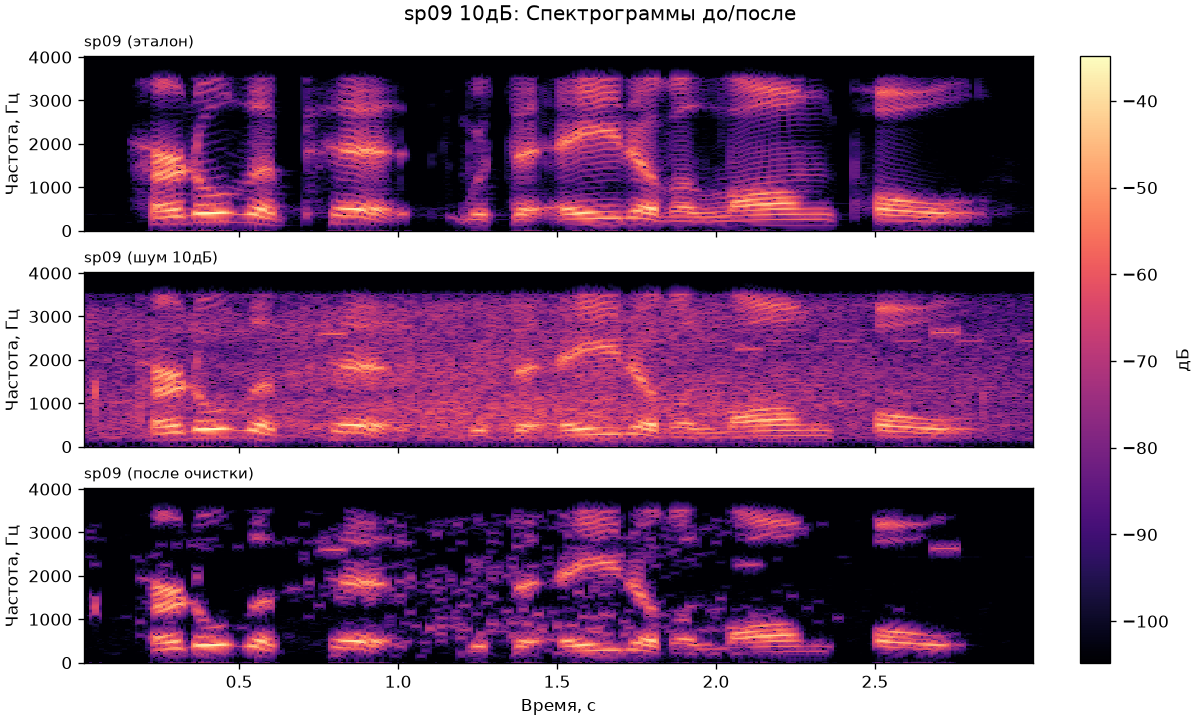 sp09 10дБ: Спектрограммы до/после
sp09 (эталон)
4000
3000
2000
1000
0
Частота, Гц
sp09 (шум 10дБ)
4000
3000
2000
1000
0
Частота, Гц
sp09 (после очистки)
4000
3000
2000
1000
0
Частота, Гц
0.5 1.0 1.5 2.0 2.5
Время, с
−40
−50
−60
−70
−80
−90
−100
дБ